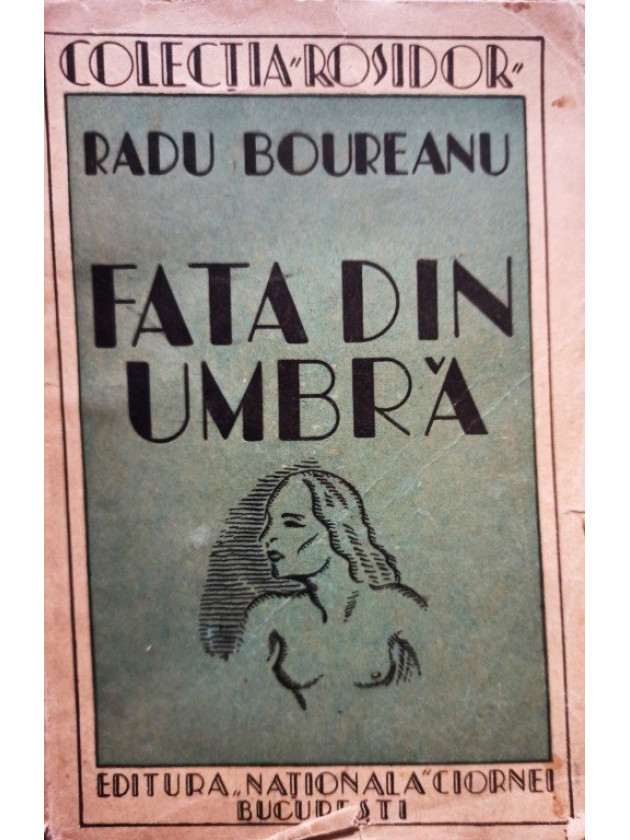 COLECȚIA "ROSIDOR"
RADU BOUREANU
FATA DIN
UMBRĂ
EDITURA „NAȚIONALA" CIORNEI
BUCUREȘTI